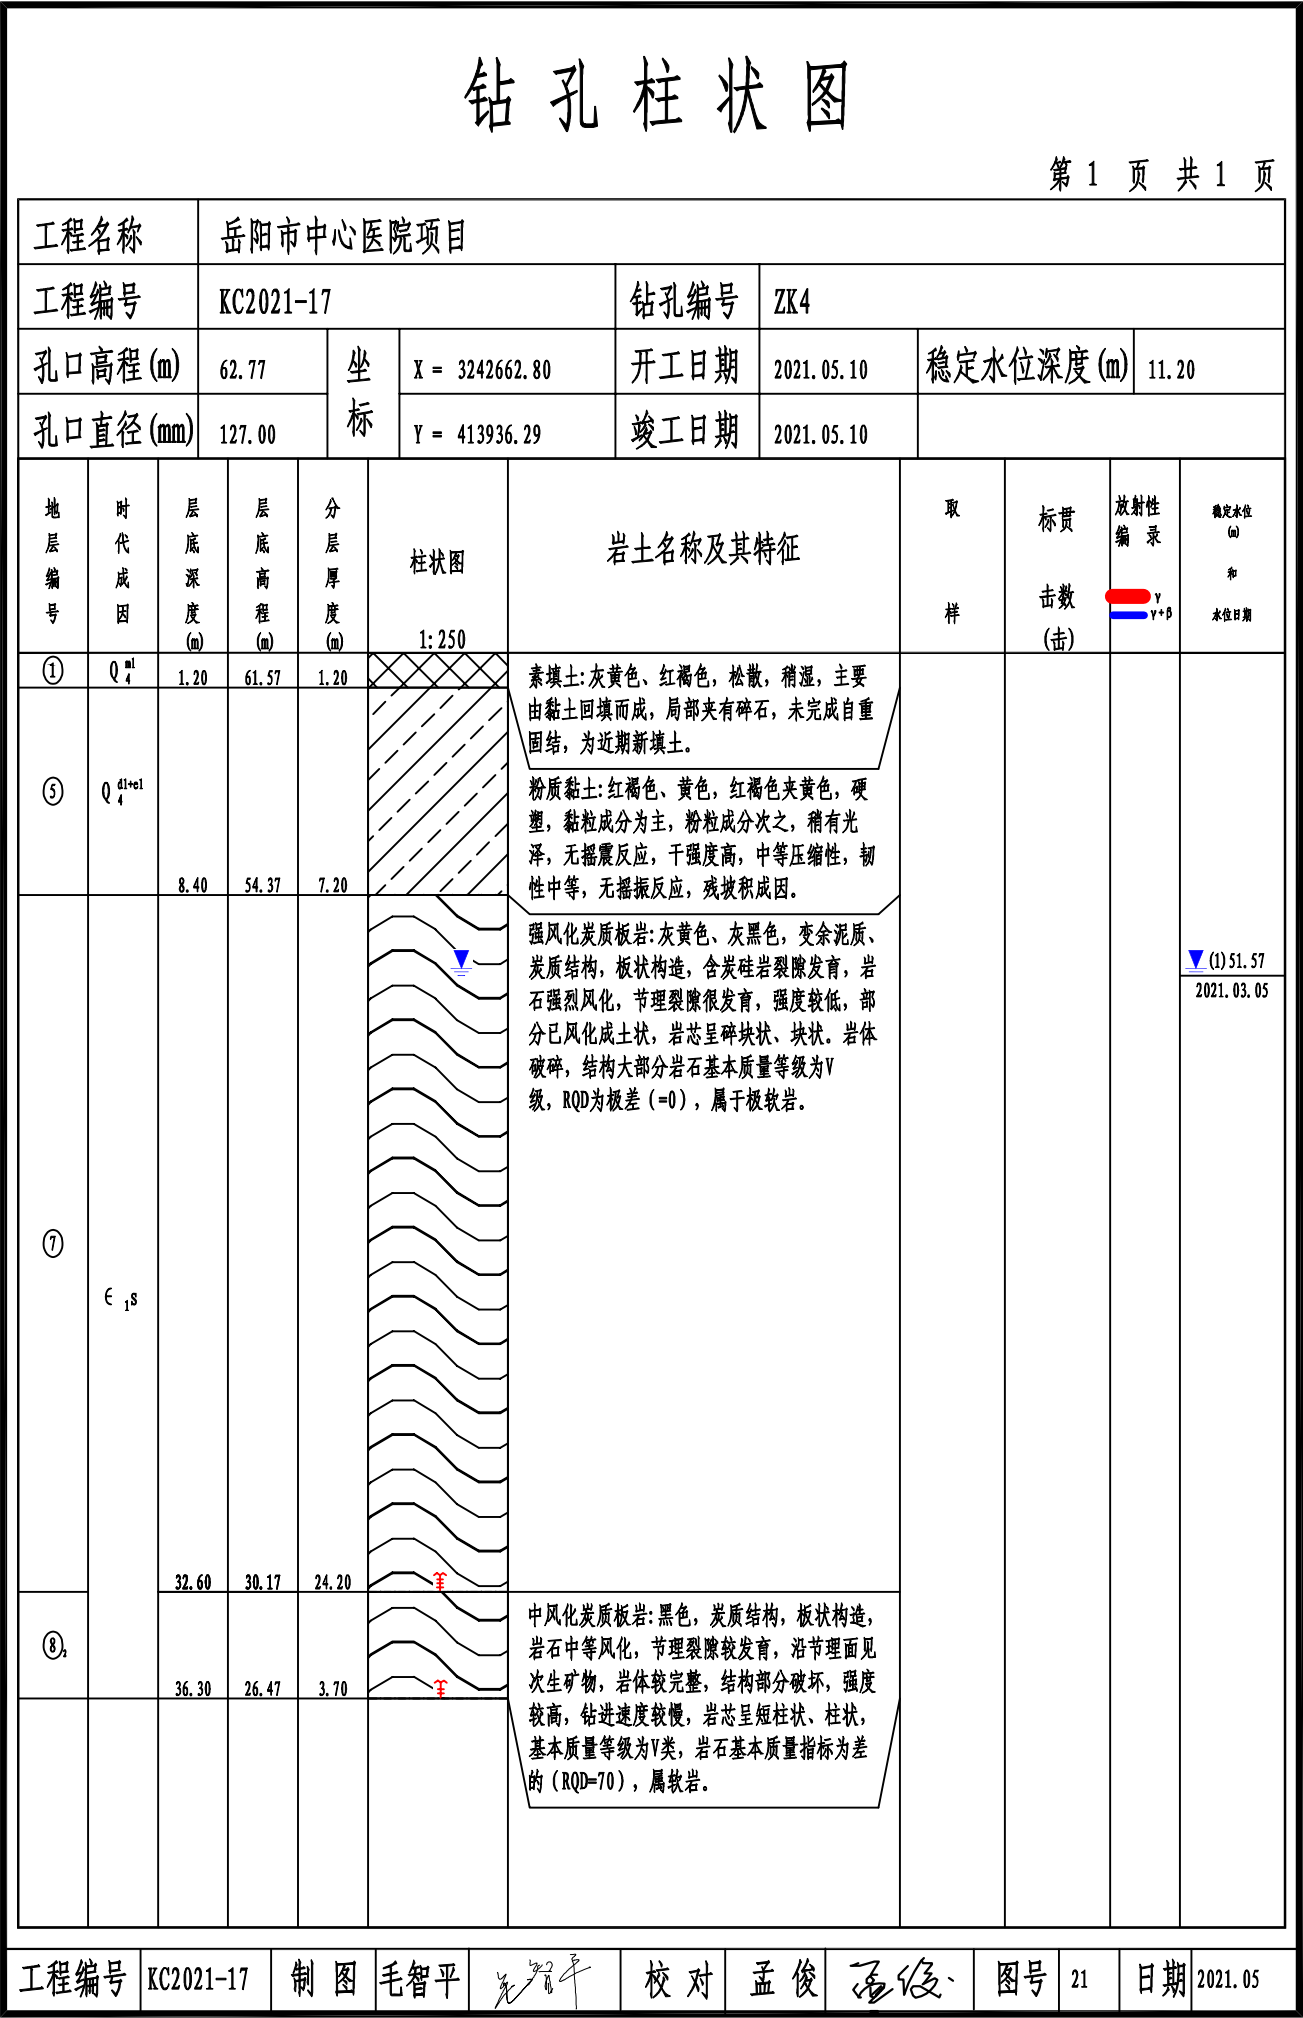 钻孔柱状图
第 1 页 共 1 页
工程名称 岳阳市中心医院项目
工程编号 KC2021-17 钻孔编号 ZK4
孔口高程(m) 62.77 坐标 X = 3242662.80 开工日期 2021.05.10 稳定水位深度(m) 11.20
孔口直径(mm) 127.00 Y = 413936.29 竣工日期 2021.05.10
地层编号 时代成因 层底深度(m) 层底高程(m) 分层厚度(m) 柱状图 1:250 岩土名称及其特征 取样 标贯击数(击) 放射性编录 γ γ+β 稳定水位(m)和水位日期
① Q 4 ml 1.20 61.57 1.20
素填土:灰黄色、红褐色，松散，稍湿，主要
由黏土回填而成，局部夹有碎石，未完成自重
固结，为近期新填土。
⑤ Q 4 dl+el 8.40 54.37 7.20
粉质黏土:红褐色、黄色，红褐色夹黄色，硬
塑，黏粒成分为主，粉粒成分次之，稍有光
泽，无摇震反应，干强度高，中等压缩性，韧
性中等，无摇振反应，残坡积成因。
强风化炭质板岩:灰黄色、灰黑色，变余泥质、
炭质结构，板状构造，含炭硅岩裂隙发育，岩
石强烈风化，节理裂隙很发育，强度较低，部
分已风化成土状，岩芯呈碎块状、块状。岩体
破碎，结构大部分岩石基本质量等级为V
级，RQD为极差（=0），属于极软岩。
(1)51.57
2021.03.05
⑦
∈ 1s
32.60 30.17 24.20
中风化炭质板岩:黑色，炭质结构，板状构造，
岩石中等风化，节理裂隙较发育，沿节理面见
次生矿物，岩体较完整，结构部分破坏，强度
较高，钻进速度较慢，岩芯呈短柱状、柱状，
基本质量等级为V类，岩石基本质量指标为差
的（RQD=70），属软岩。
⑧2
36.30 26.47 3.70
工程编号 KC2021-17 制 图 毛智平 毛智平 校 对 孟 俊 孟俊 图号 21 日期 2021.05